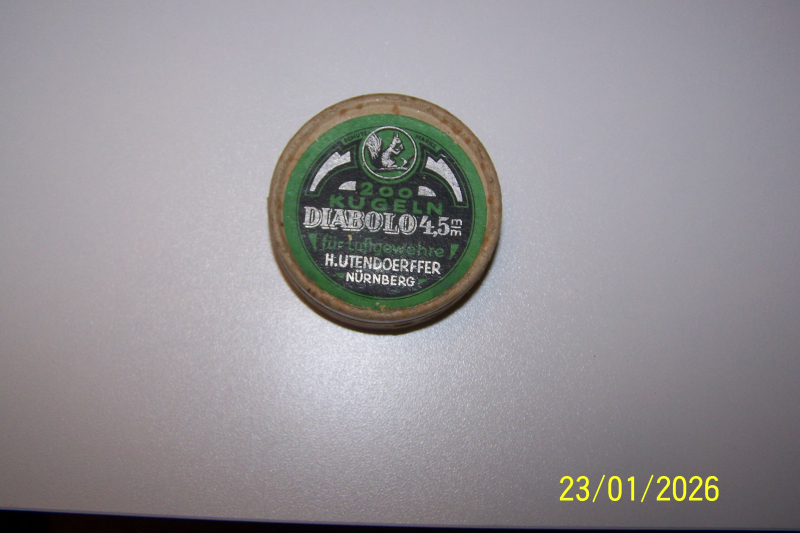 200
KUGELN
DIABOLO 4,5 mm
für Luftgewehre
H. UTENDOERFFER
NÜRNBERG
23/01/2026